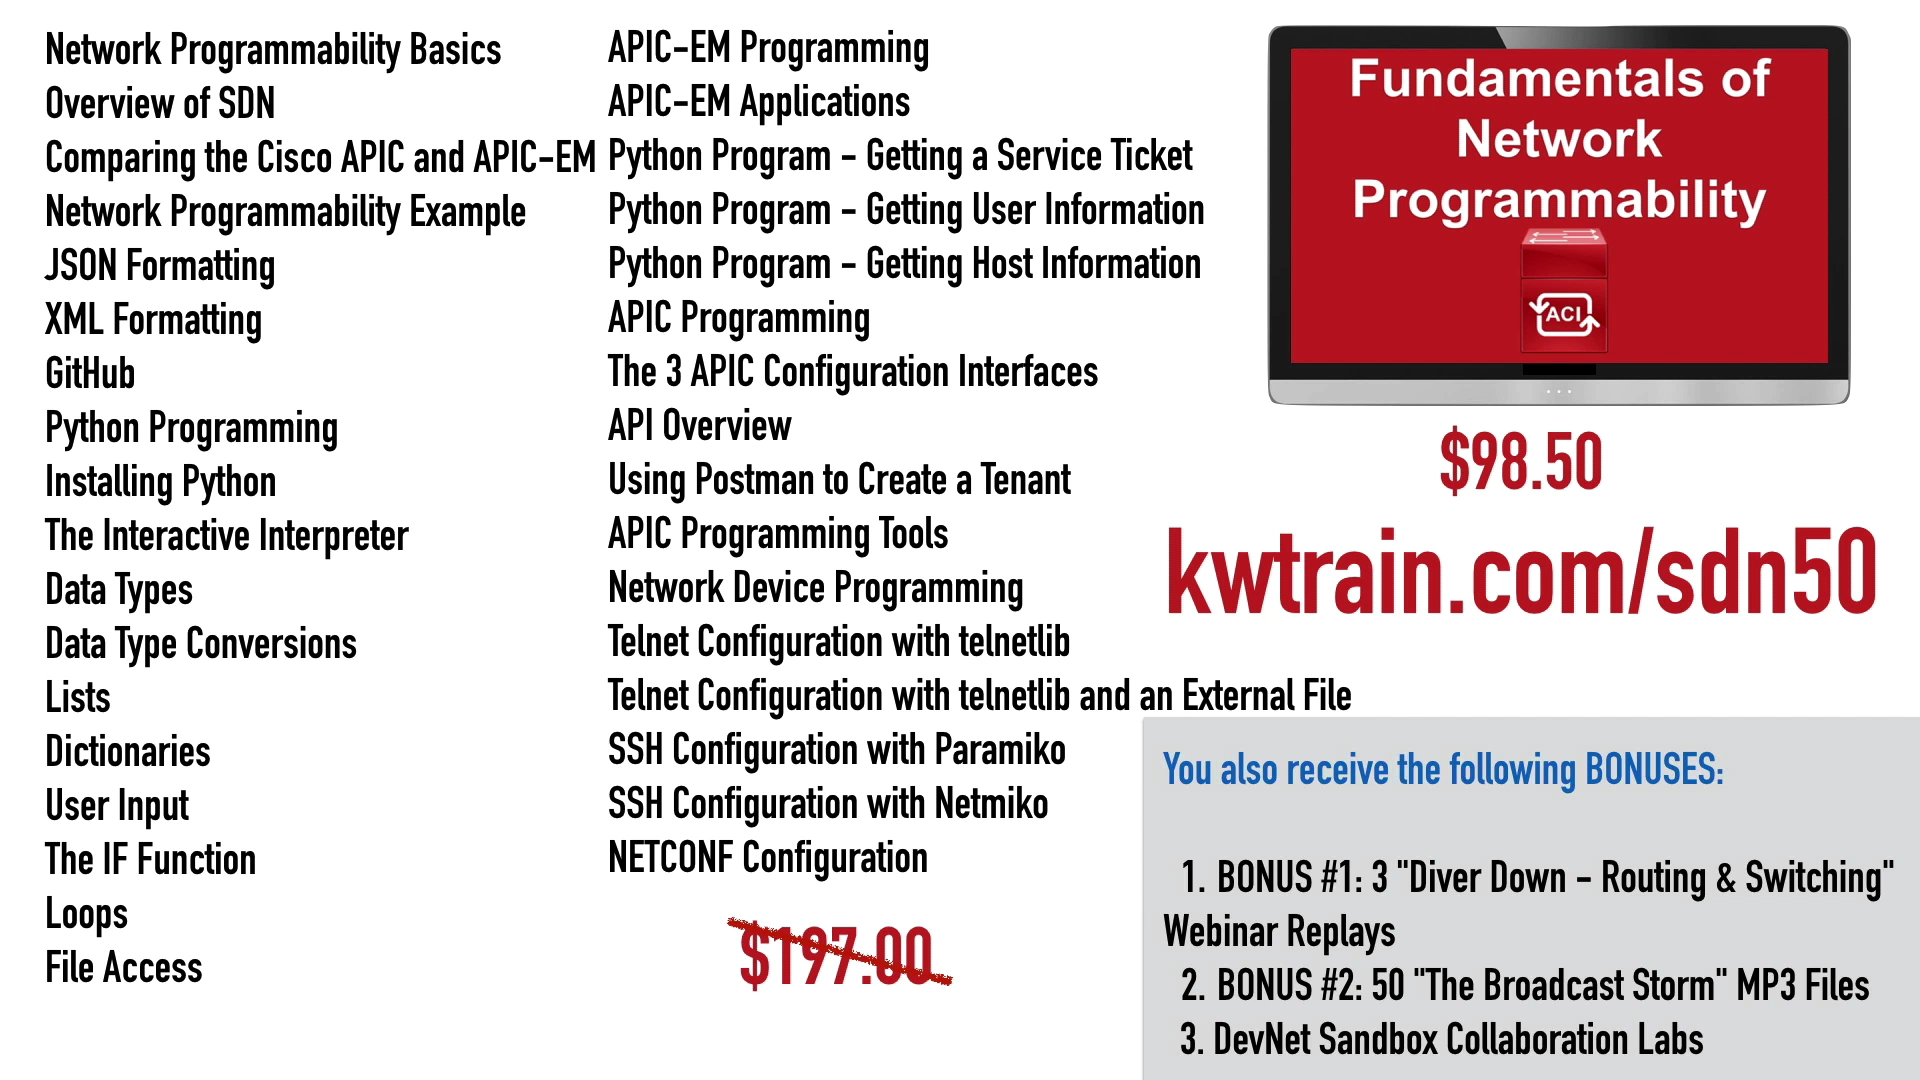 Network Programmability Basics
Overview of SDN
Comparing the Cisco APIC and APIC-EM
Network Programmability Example
JSON Formatting
XML Formatting
GitHub
Python Programming
Installing Python
The Interactive Interpreter
Data Types
Data Type Conversions
Lists
Dictionaries
User Input
The IF Function
Loops
File Access
APIC-EM Programming
APIC-EM Applications
Python Program - Getting a Service Ticket
Python Program - Getting User Information
Python Program - Getting Host Information
APIC Programming
The 3 APIC Configuration Interfaces
API Overview
Using Postman to Create a Tenant
APIC Programming Tools
Network Device Programming
Telnet Configuration with telnetlib
Telnet Configuration with telnetlib and an External File
SSH Configuration with Paramiko
SSH Configuration with Netmiko
NETCONF Configuration
$197.00
Fundamentals of
Network
Programmability
ACI
$98.50
kwtrain.com/sdn50
You also receive the following BONUSES:
1. BONUS #1: 3 "Diver Down - Routing & Switching"
Webinar Replays
2. BONUS #2: 50 "The Broadcast Storm" MP3 Files
3. DevNet Sandbox Collaboration Labs